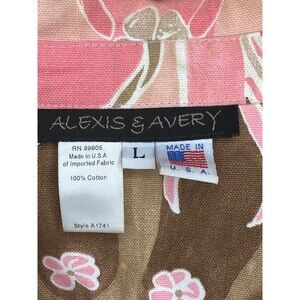 ALEXIS & AVERY
RN 89905
Made in U.S.A.
of Imported Fabric
100% Cotton
Style A1741
L
MADE IN
U.S.A.